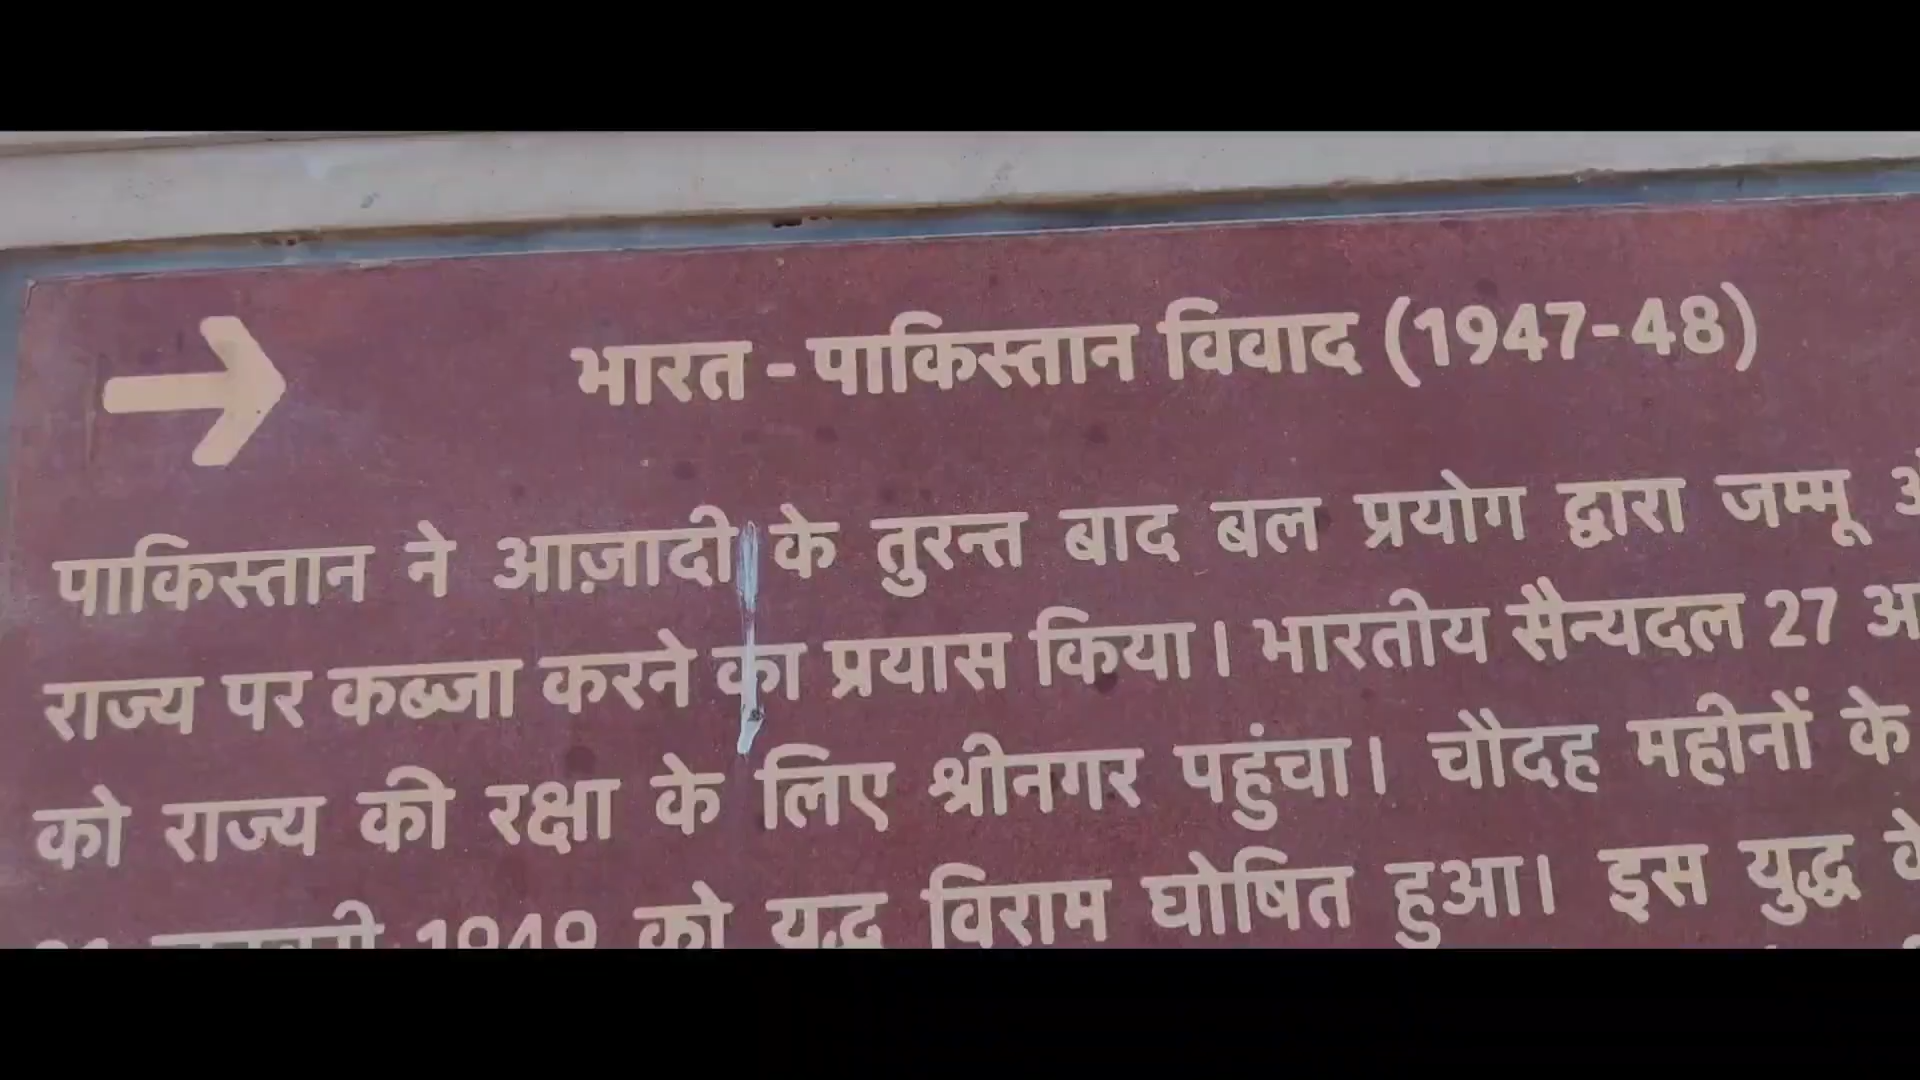 भारत - पाकिस्तान विवाद (1947-48)
पाकिस्तान ने आज़ादी के तुरन्त बाद बल प्रयोग द्वारा जम्मू
राज्य पर कब्जा करने का प्रयास किया। भारतीय सैन्यदल 27
को राज्य की रक्षा के लिए श्रीनगर पहुंचा। चौदह महीनों के
1949 को युद्ध विराम घोषित हुआ। इस युद्ध